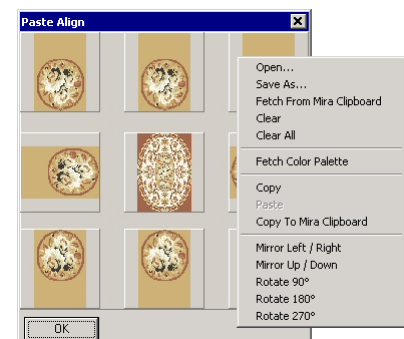 Paste Align
Open...
Save As...
Fetch From Mira Clipboard
Clear
Clear All
Fetch Color Palette
Copy
Paste
Copy To Mira Clipboard
Mirror Left / Right
Mirror Up / Down
Rotate 90°
Rotate 180°
Rotate 270°
OK